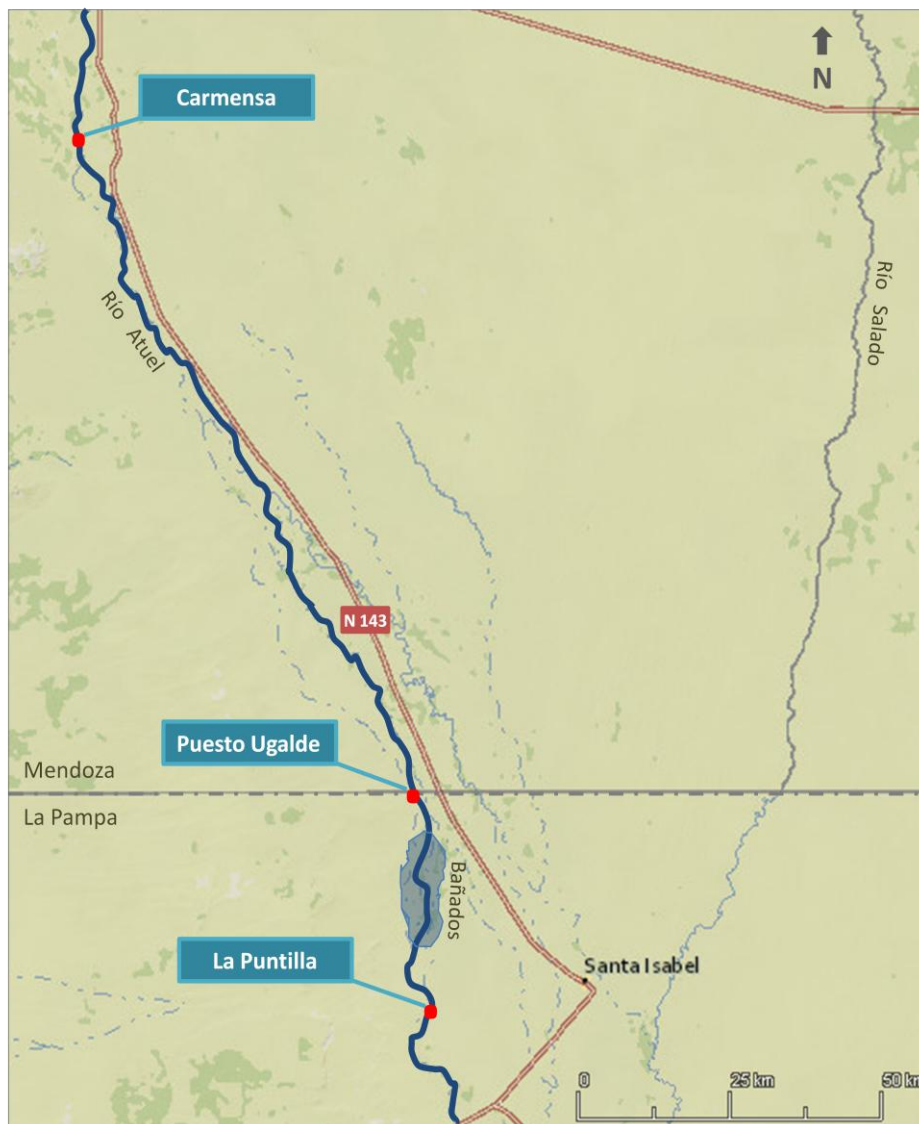 Carmensa
N
Río Atuel
Río Salado
N 143
Puesto Ugalde
Mendoza
La Pampa
Bañados
La Puntilla
Santa Isabel
0 25 km 50 km